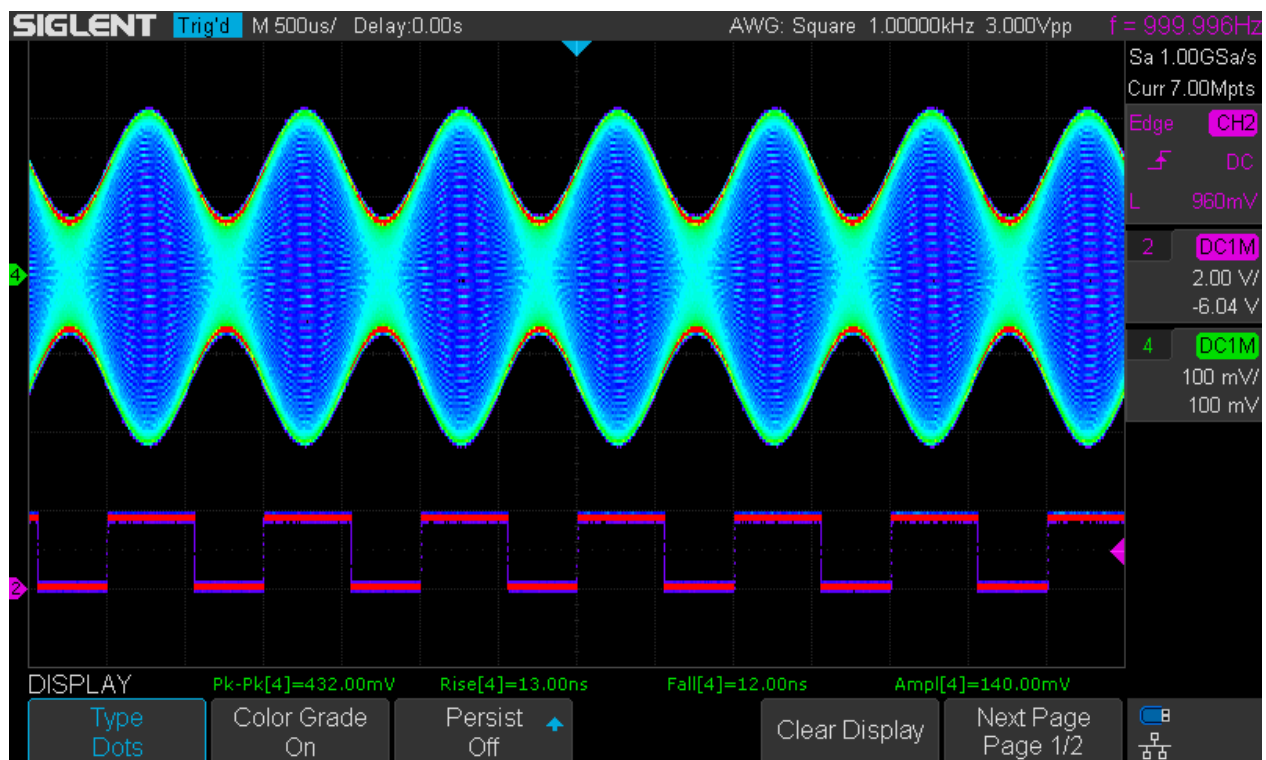 SIGLENT Trig'd M 500us/ Delay:0.00s AWG: Square 1.00000kHz 3.000Vpp f = 999.996Hz
Sa 1.00GSa/s
Curr 7.00Mpts
Edge CH2
DC
L 960mV
2 DC1M
2.00 V/
-6.04 V
4 DC1M
100 mV/
100 mV
4
2
DISPLAY Pk-Pk[4]=432.00mV Rise[4]=13.00ns Fall[4]=12.00ns Ampl[4]=140.00mV
Type Color Grade Persist Clear Display Next Page
Dots On Off Page 1/2